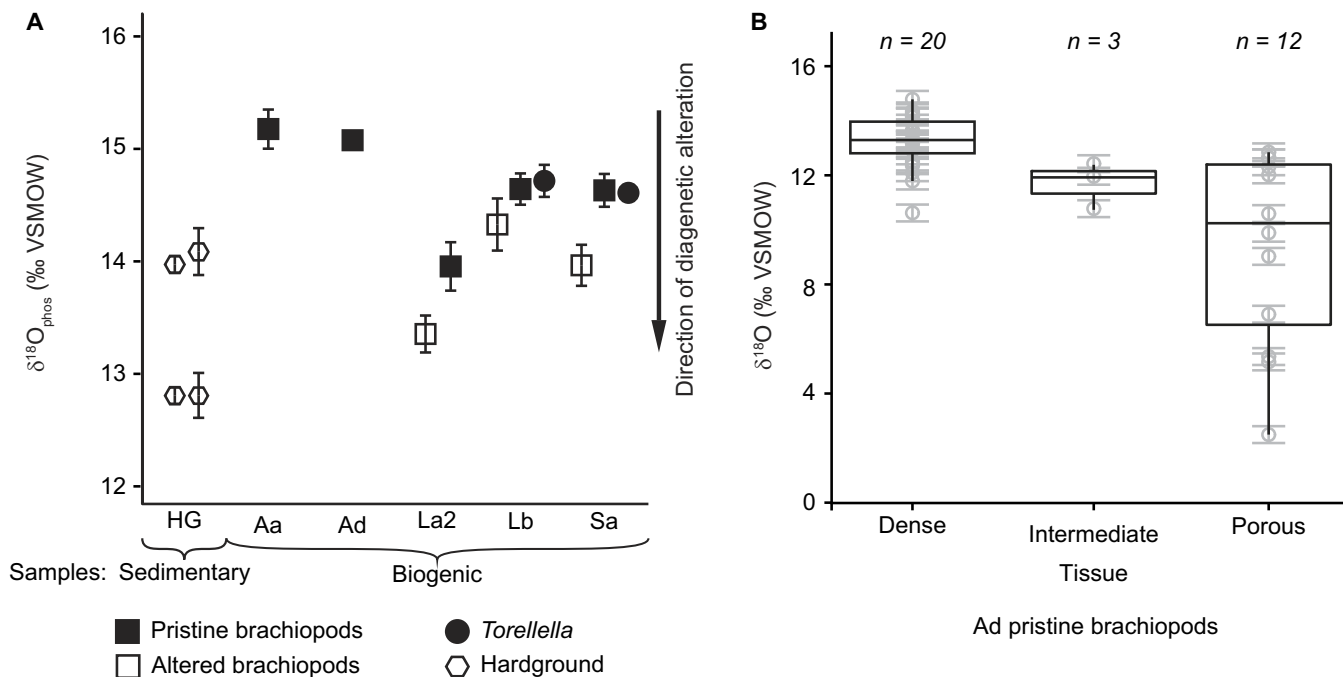 A
16
15
14
13
12
δ¹⁸Ophos (‰ VSMOW)
HG Aa Ad La2 Lb Sa
Samples: Sedimentary Biogenic
Direction of diagenetic alteration
Pristine brachiopods
Altered brachiopods
Torellella
Hardground
B
n = 20 n = 3 n = 12
16
12
8
4
0
δ¹⁸O (‰ VSMOW)
Dense Intermediate Porous
Tissue
Ad pristine brachiopods